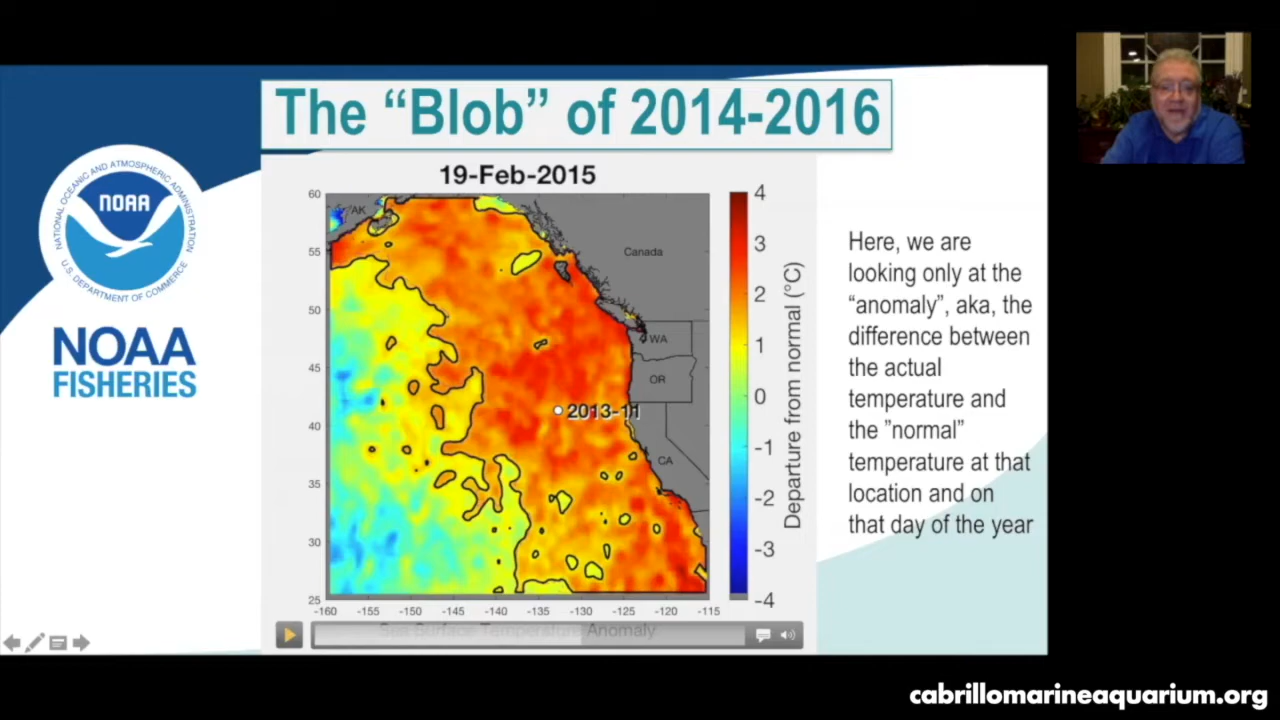 The “Blob” of 2014-2016
NATIONAL OCEANIC AND ATMOSPHERIC ADMINISTRATION
NOAA
U.S. DEPARTMENT OF COMMERCE
NOAA
FISHERIES
19-Feb-2015
60
55
50
45
40
35
30
25
-160
-155
-150
-145
-140
-135
-130
-125
-120
-115
AK
Canada
WA
OR
2013-11
CA
4
3
2
1
0
-1
-2
-3
-4
Departure from normal (°C)
Sea Surface Temperature Anomaly
Here, we are
looking only at the
“anomaly”, aka, the
difference between
the actual
temperature and
the ”normal”
temperature at that
location and on
that day of the year
cabrillomarineaquarium.org